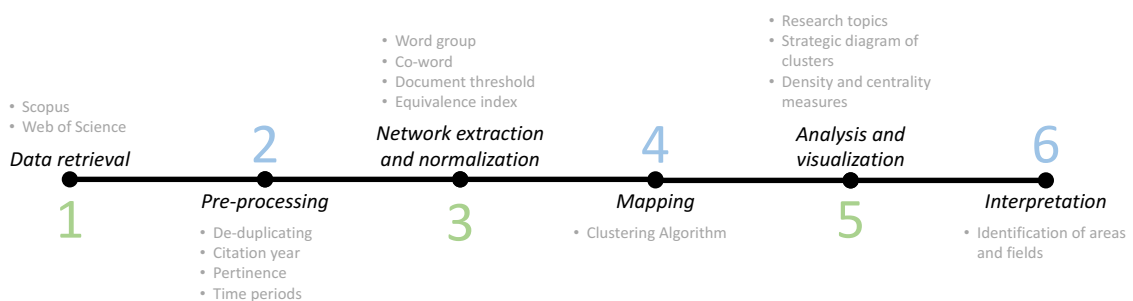 • Scopus
• Web of Science
Data retrieval
1
2
Pre-processing
• De-duplicating
• Citation year
• Pertinence
• Time periods
• Word group
• Co-word
• Document threshold
• Equivalence index
Network extraction
and normalization
3
4
Mapping
• Clustering Algorithm
• Research topics
• Strategic diagram of
clusters
• Density and centrality
measures
Analysis and
visualization
5
6
Interpretation
• Identification of areas
and fields